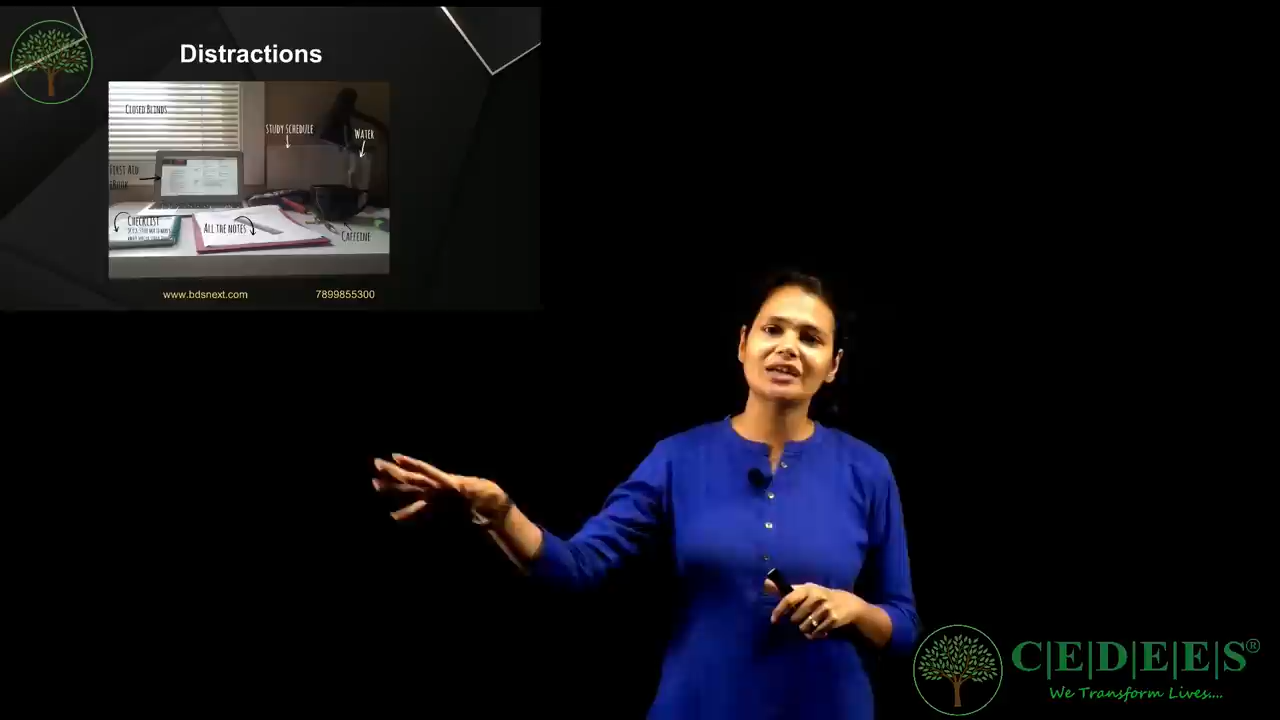 Distractions
CLOSED BLINDS
STUDY SCHEDULE
WATER
FIRST AID
EBOOK
CHECKLIST
ALL THE NOTES
CAFFEINE
www.bdsnext.com
7899855300
C|E|D|E|E|S®
We Transform Lives....